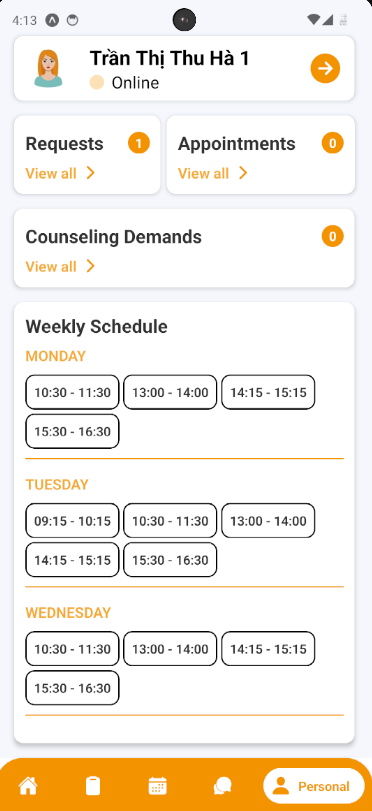 4:13
Trần Thị Thu Hà 1
Online
Requests 1
View all
Appointments 0
View all
Counseling Demands 0
View all
Weekly Schedule
MONDAY
10:30 - 11:30 13:00 - 14:00 14:15 - 15:15
15:30 - 16:30
TUESDAY
09:15 - 10:15 10:30 - 11:30 13:00 - 14:00
14:15 - 15:15 15:30 - 16:30
WEDNESDAY
10:30 - 11:30 13:00 - 14:00 14:15 - 15:15
15:30 - 16:30
Personal